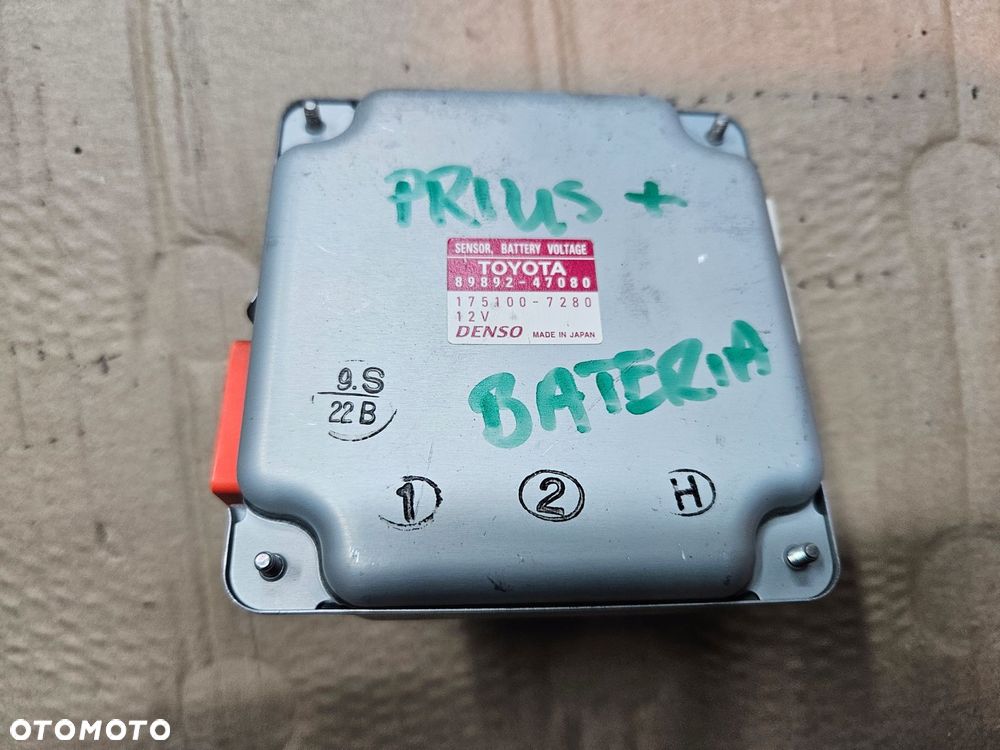 PRIUS +
SENSOR, BATTERY VOLTAGE
TOYOTA
89892-47080
175100-7280
12V
DENSO MADE IN JAPAN
9.S
22B
BATERIA
1 2 H
OTOMOTO